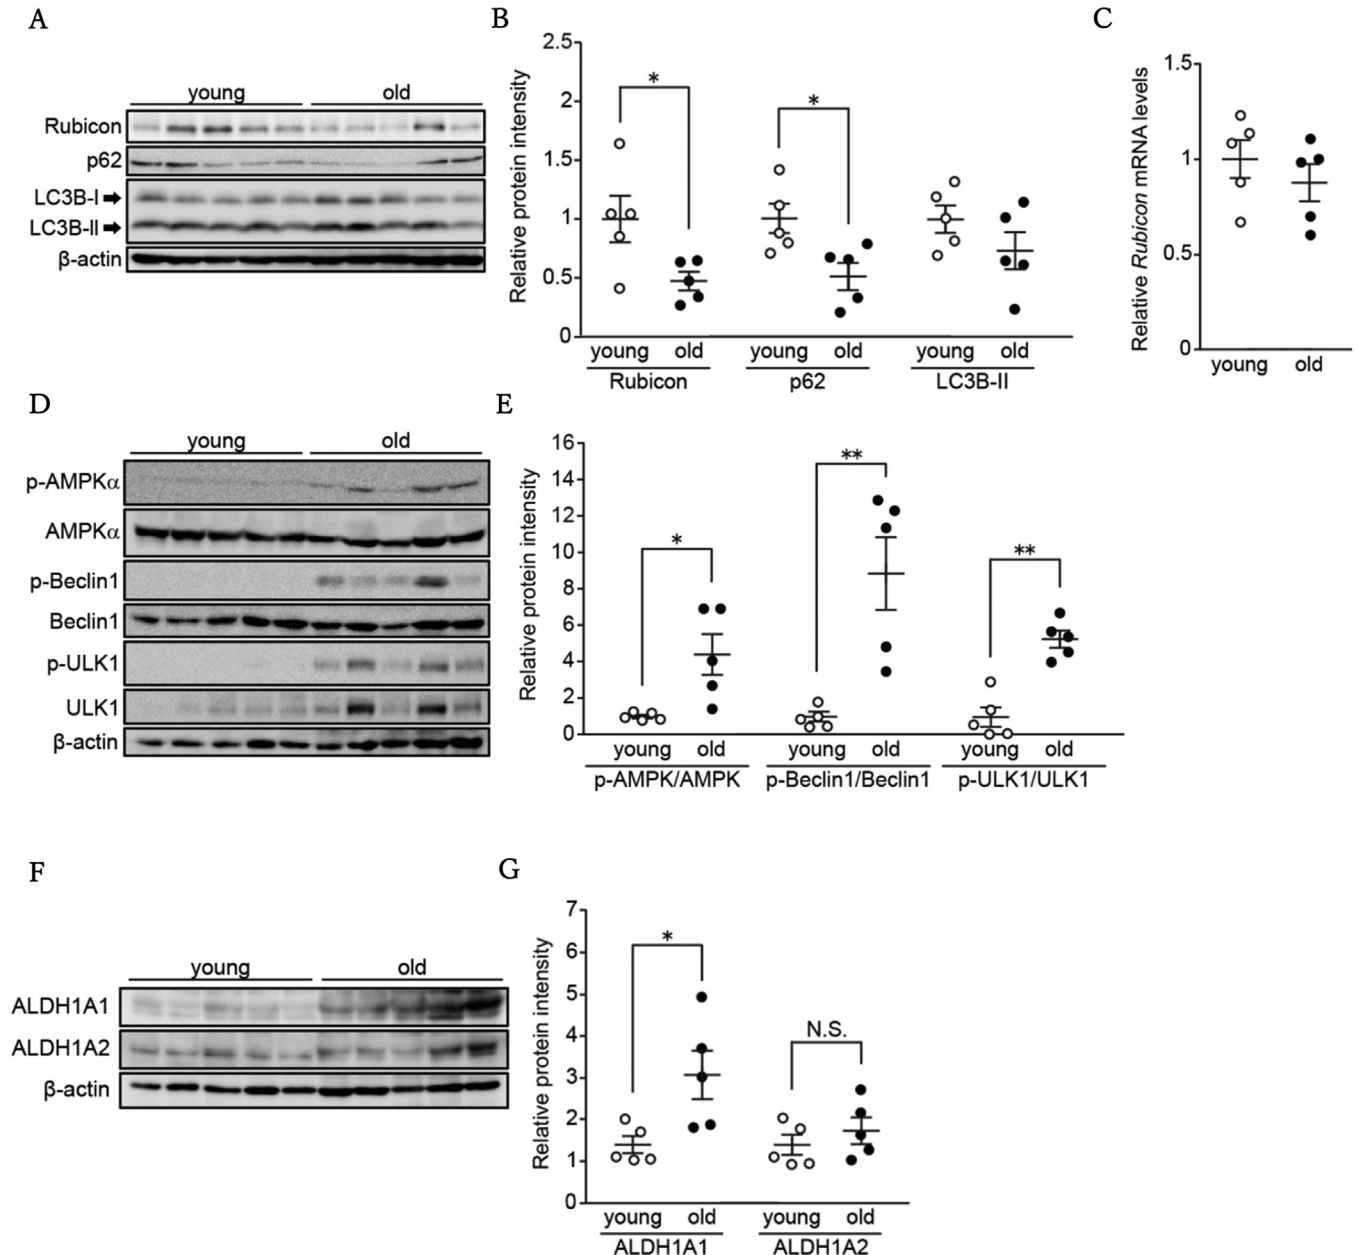 A
young old
Rubicon
p62
LC3B-I
LC3B-II
β-actin
B
Relative protein intensity
2.5
2
1.5
1
0.5
0
*
*
young old young old young old
Rubicon p62 LC3B-II
C
Relative Rubicon mRNA levels
1.5
1
0.5
0
young old
D
young old
p-AMPKα
AMPKα
p-Beclin1
Beclin1
p-ULK1
ULK1
β-actin
E
Relative protein intensity
16
14
12
10
8
6
4
2
0
*
**
**
young old young old young old
p-AMPK/AMPK p-Beclin1/Beclin1 p-ULK1/ULK1
F
young old
ALDH1A1
ALDH1A2
β-actin
G
Relative protein intensity
7
6
5
4
3
2
1
0
*
N.S.
young old young old
ALDH1A1 ALDH1A2